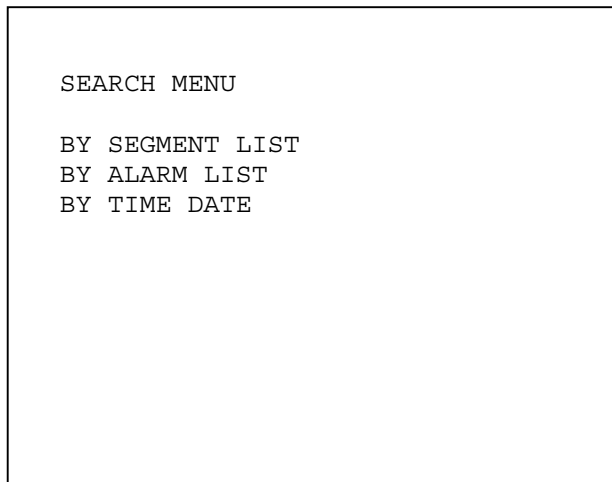 SEARCH MENU
BY SEGMENT LIST
BY ALARM LIST
BY TIME DATE